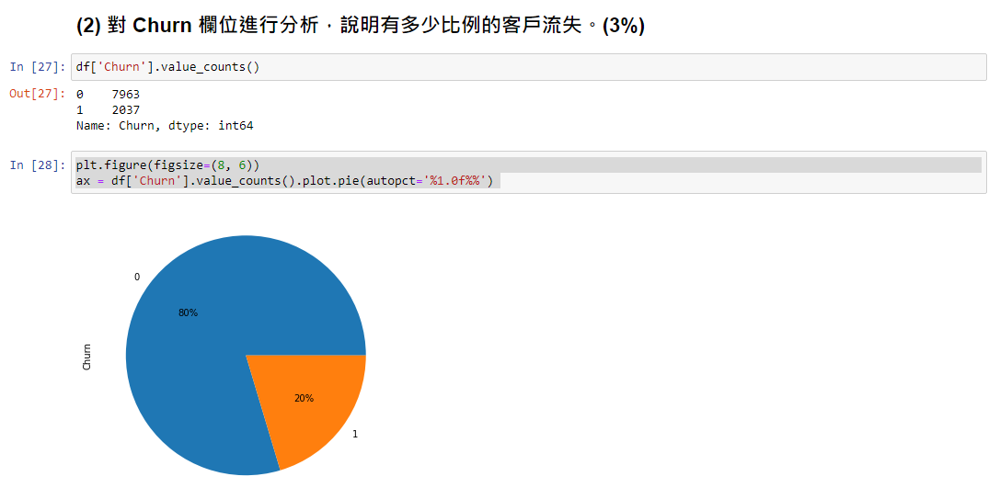 (2) 對 Churn 欄位進行分析，說明有多少比例的客戶流失。(3%)
In [27]: df['Churn'].value_counts()
Out[27]: 0    7963
1    2037
Name: Churn, dtype: int64
In [28]: plt.figure(figsize=(8, 6))
ax = df['Churn'].value_counts().plot.pie(autopct='%1.0f%%')
0
80%
Churn
20%
1